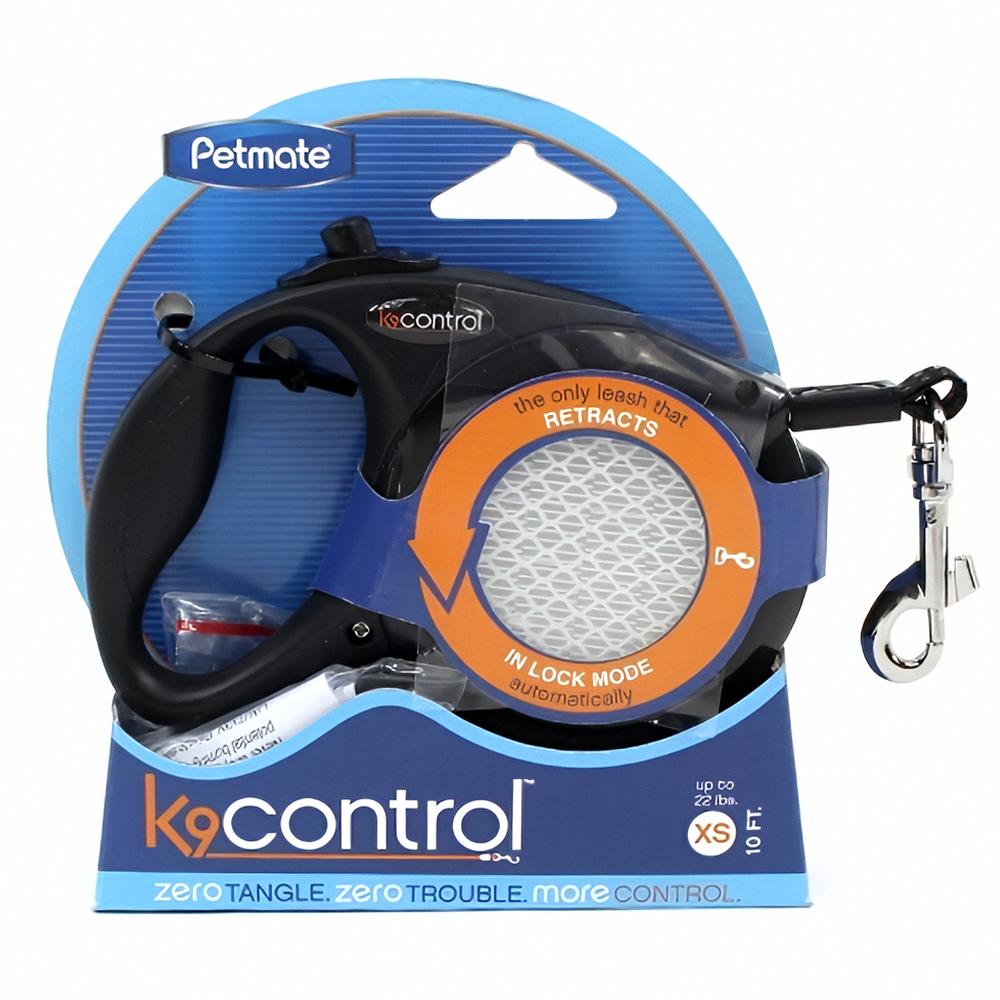 Petmate
k9control
the only leash that
RETRACTS
IN LOCK MODE
automatically
k9control™
up to
22 lbs.
XS
10 FT.
zero TANGLE. zero TROUBLE. more CONTROL.